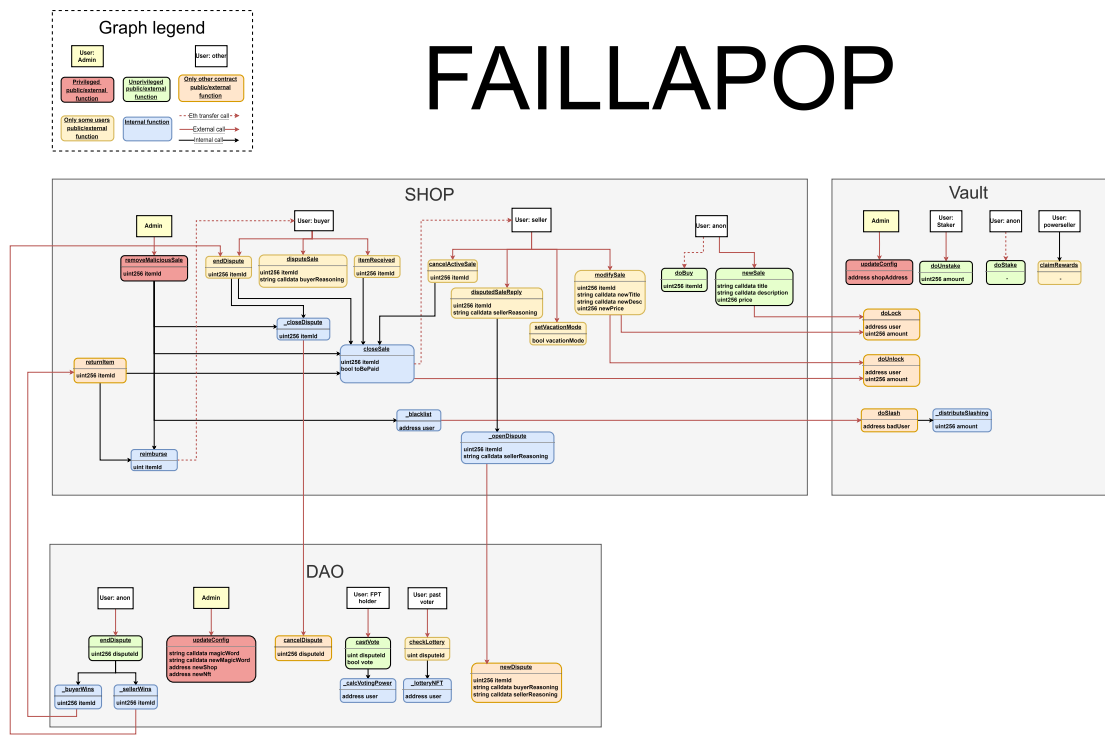 Graph legend
User:
Admin
User: other
Privileged
public/external
function
Unprivileged
public/external
function
Only other contract
public/external
function
Only some users
public/external
function
Internal function
Eth transfer call
External call
Internal call
FAILLAPOP
SHOP
Admin
User: buyer
User: seller
User: anon
removeMaliciousSale
uint256 itemId
endDispute
uint256 itemId
disputeSale
uint256 itemId
string calldata buyerReasoning
itemReceived
uint256 itemId
cancelActiveSale
uint256 itemId
disputedSaleReply
uint256 itemId
string calldata sellerReasoning
setVacationMode
bool vacationMode
modifySale
uint256 itemId
string calldata newTitle
string calldata newDesc
uint256 newPrice
doBuy
uint256 itemId
newSale
string calldata title
string calldata description
uint256 price
_closeDispute
uint256 itemId
closeSale
uint256 itemId
bool toBePaid
returnItem
uint256 itemId
_blacklist
address user
reimburse
uint itemId
_openDispute
uint256 itemId
string calldata sellerReasoning
Vault
Admin
User:
Staker
User: anon
User:
powerseller
updateConfig
address shopAddress
doUnstake
uint256 amount
doStake
-
claimRewards
-
doLock
address user
uint256 amount
doUnlock
address user
uint256 amount
doSlash
address badUser
_distributeSlashing
uint256 amount
DAO
User: anon
Admin
User: FPT
holder
User: past
voter
endDispute
uint256 disputeId
updateConfig
string calldata magicWord
string calldata newMagicWord
address newShop
address newNft
cancelDispute
uint256 disputeId
castVote
uint disputeId
bool vote
checkLottery
uint disputeId
newDispute
uint256 itemId
string calldata buyerReasoning
string calldata sellerReasoning
_buyerWins
uint256 itemId
_sellerWins
uint256 itemId
_calcVotingPower
address user
_lotteryNFT
address user